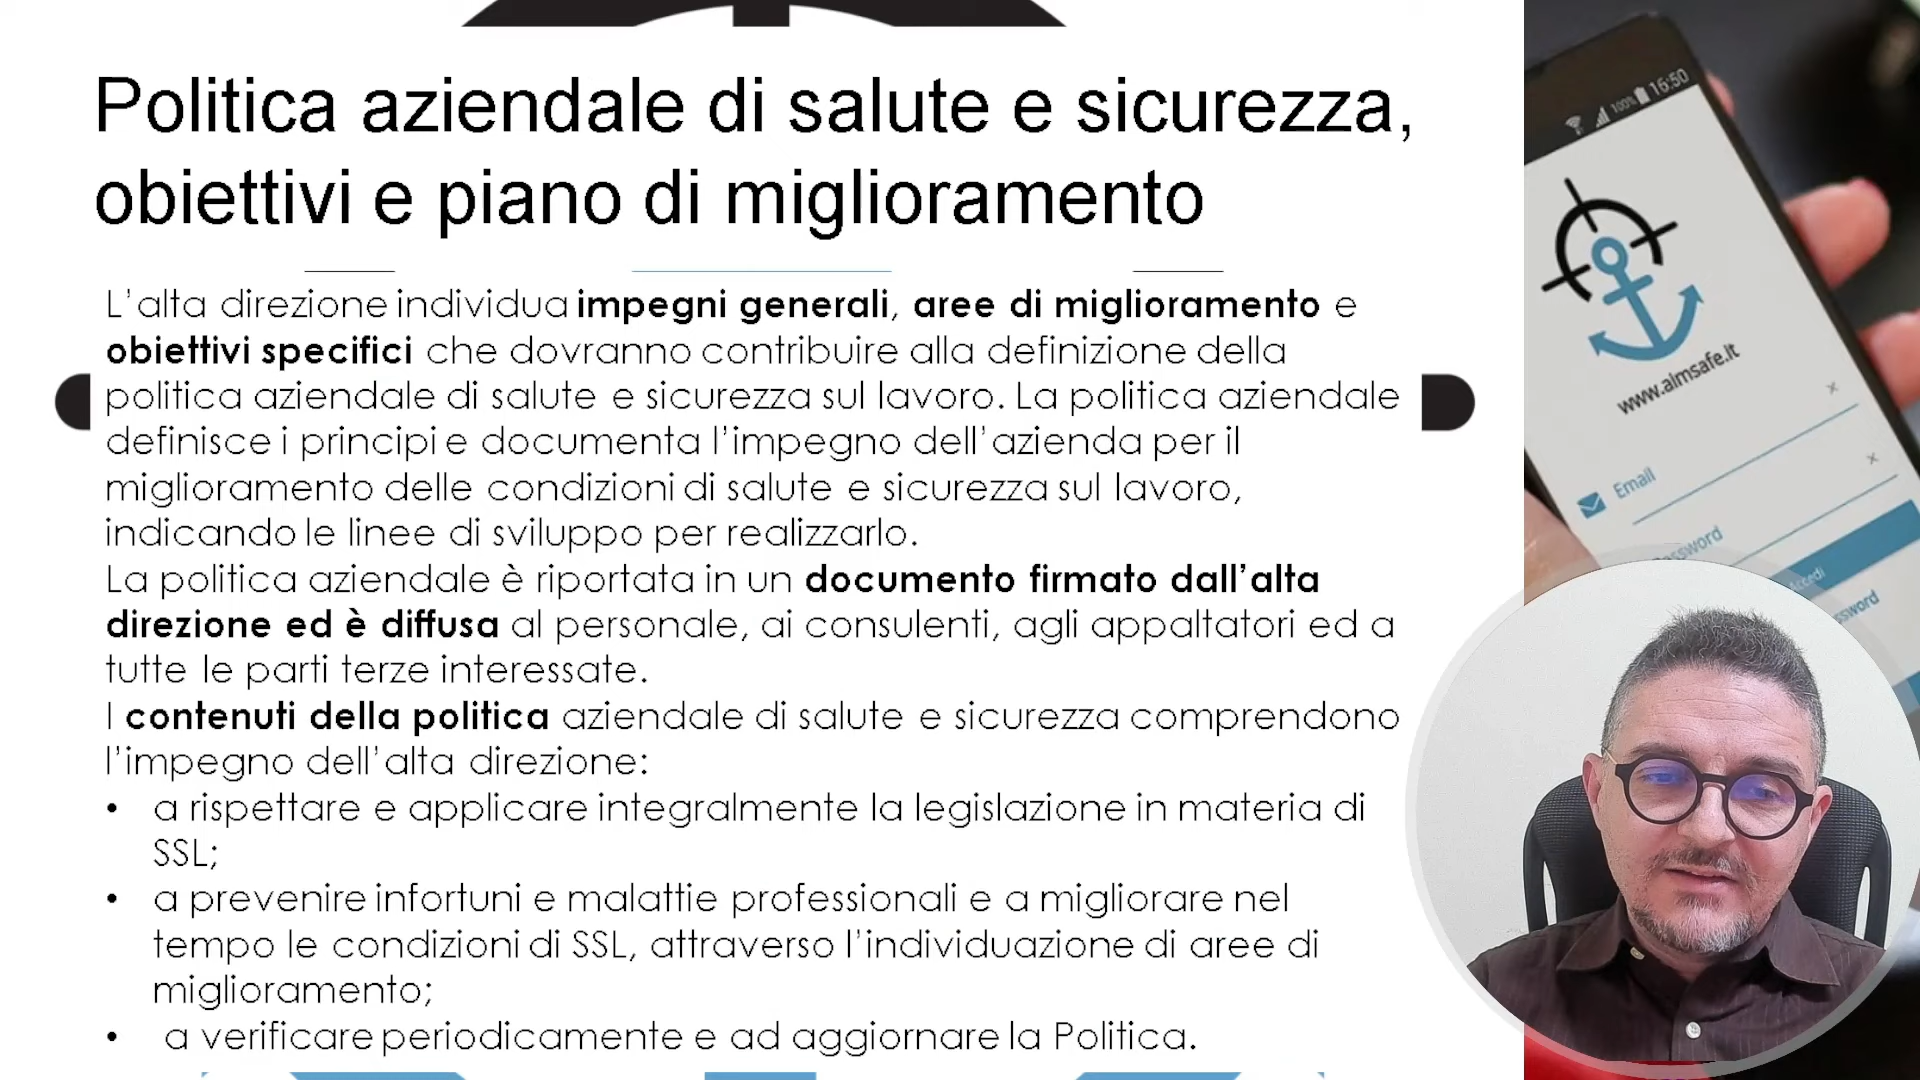 Politica aziendale di salute e sicurezza,
obiettivi e piano di miglioramento
L'alta direzione individua impegni generali, aree di miglioramento e
obiettivi specifici che dovranno contribuire alla definizione della
politica aziendale di salute e sicurezza sul lavoro. La politica aziendale
definisce i principi e documenta l'impegno dell'azienda per il
miglioramento delle condizioni di salute e sicurezza sul lavoro,
indicando le linee di sviluppo per realizzarlo.
La politica aziendale è riportata in un documento firmato dall'alta
direzione ed è diffusa al personale, ai consulenti, agli appaltatori ed a
tutte le parti terze interessate.
I contenuti della politica aziendale di salute e sicurezza comprendono
l'impegno dell'alta direzione:
• a rispettare e applicare integralmente la legislazione in materia di
SSL;
• a prevenire infortuni e malattie professionali e a migliorare nel
tempo le condizioni di SSL, attraverso l'individuazione di aree di
miglioramento;
• a verificare periodicamente e ad aggiornare la Politica.
100% 16:50
www.aimsafe.it
Email
assword
Accedi
ssword